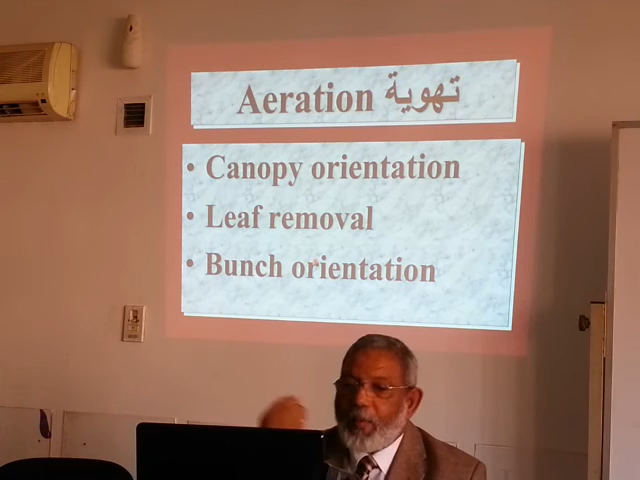 Aeration تهوية
• Canopy orientation
• Leaf removal
• Bunch orientation